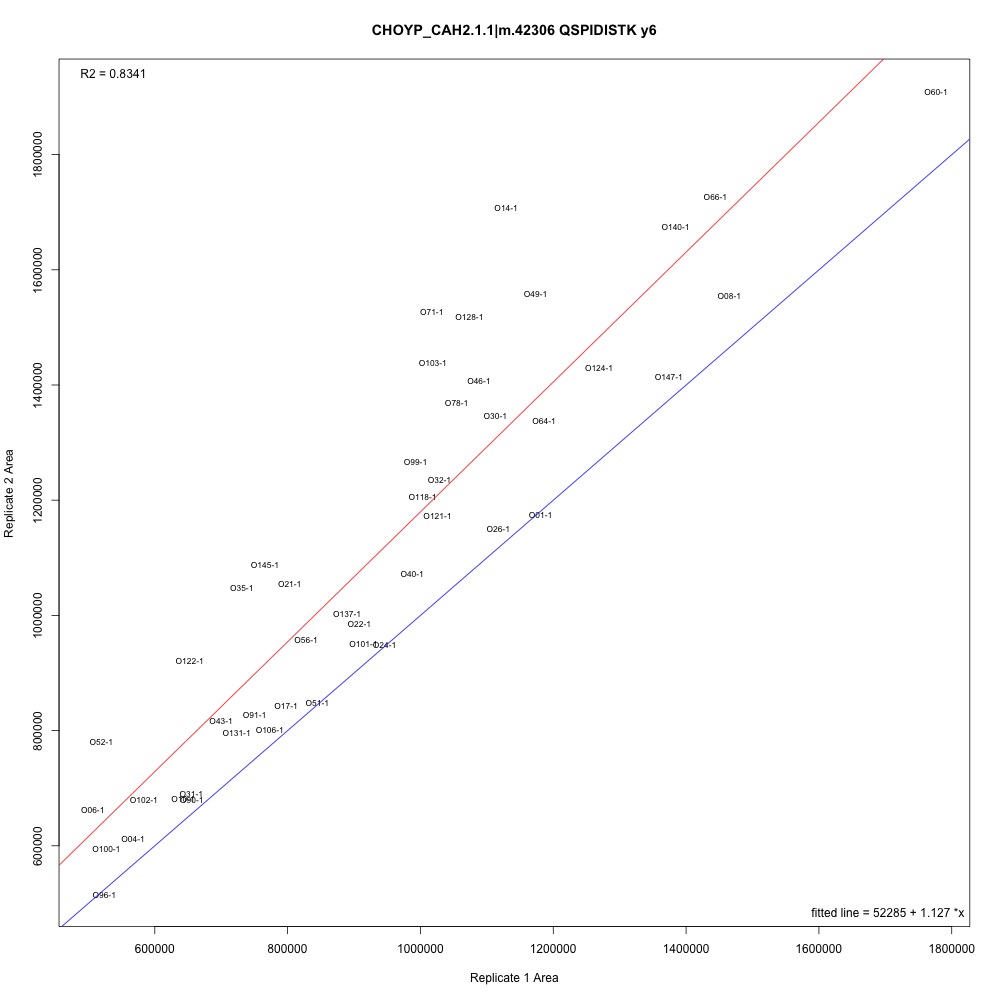 CHOYP_CAH2.1.1|m.42306 QSPIDISTK y6
R2 = 0.8341
O60-1
O66-1
O14-1
O140-1
O49-1
O08-1
O71-1
O128-1
O103-1
O124-1
O46-1
O147-1
O78-1
O30-1
O64-1
O99-1
O32-1
O118-1
O121-1
O01-1
O26-1
O40-1
O145-1
O21-1
O35-1
O137-1
O22-1
O56-1
O101-1
O24-1
O122-1
O17-1
O51-1
O91-1
O43-1
O106-1
O131-1
O52-1
O31-1
O102-1
O90-1
O06-1
O04-1
O100-1
O96-1
fitted line = 52285 + 1.127 *x
Replicate 2 Area
600000
800000
1000000
1200000
1400000
1600000
1800000
600000
800000
1000000
1200000
1400000
1600000
1800000
Replicate 1 Area